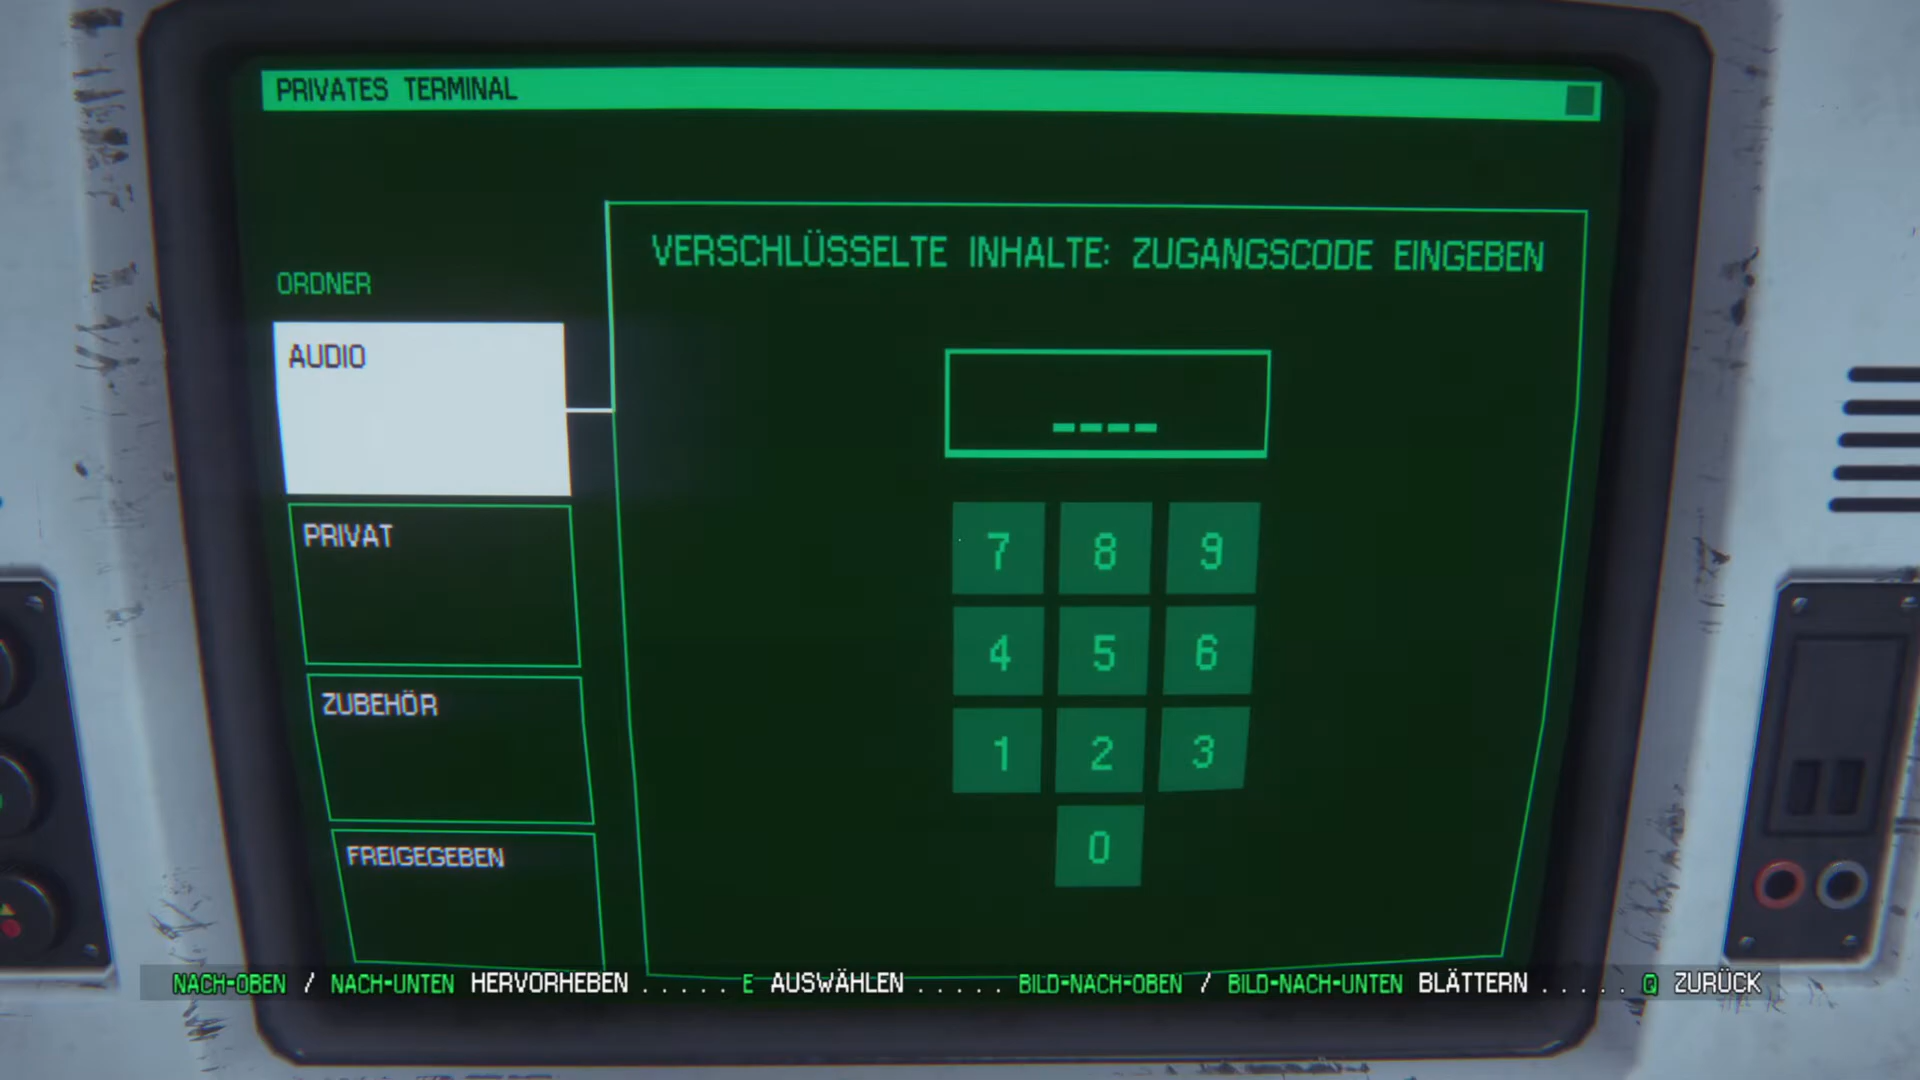 PRIVATES TERMINAL
ORDNER
AUDIO
PRIVAT
ZUBEHÖR
FREIGEGEBEN
VERSCHLÜSSELTE INHALTE: ZUGANGSCODE EINGEBEN
7 8 9
4 5 6
1 2 3
0
NACH-OBEN / NACH-UNTEN HERVORHEBEN ..... E AUSWÄHLEN ..... BILD-NACH-OBEN / BILD-NACH-UNTEN BLÄTTERN ..... Q ZURÜCK